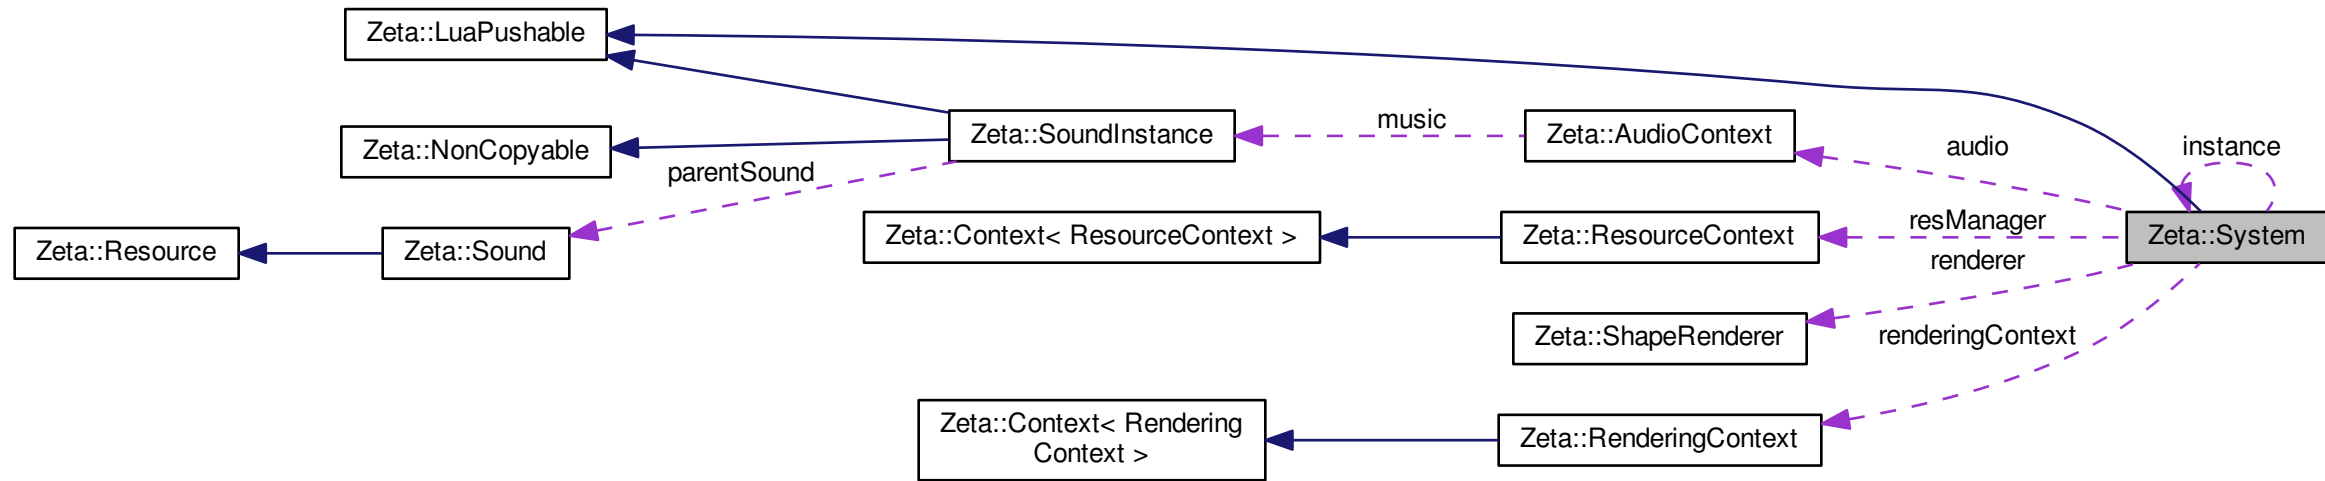 Zeta::LuaPushable
Zeta::SoundInstance
music
Zeta::AudioContext
audio
instance
Zeta::NonCopyable
parentSound
Zeta::Resource
Zeta::Sound
Zeta::Context< ResourceContext >
Zeta::ResourceContext
resManager
Zeta::System
renderer
Zeta::ShapeRenderer
renderingContext
Zeta::Context< Rendering
Context >
Zeta::RenderingContext